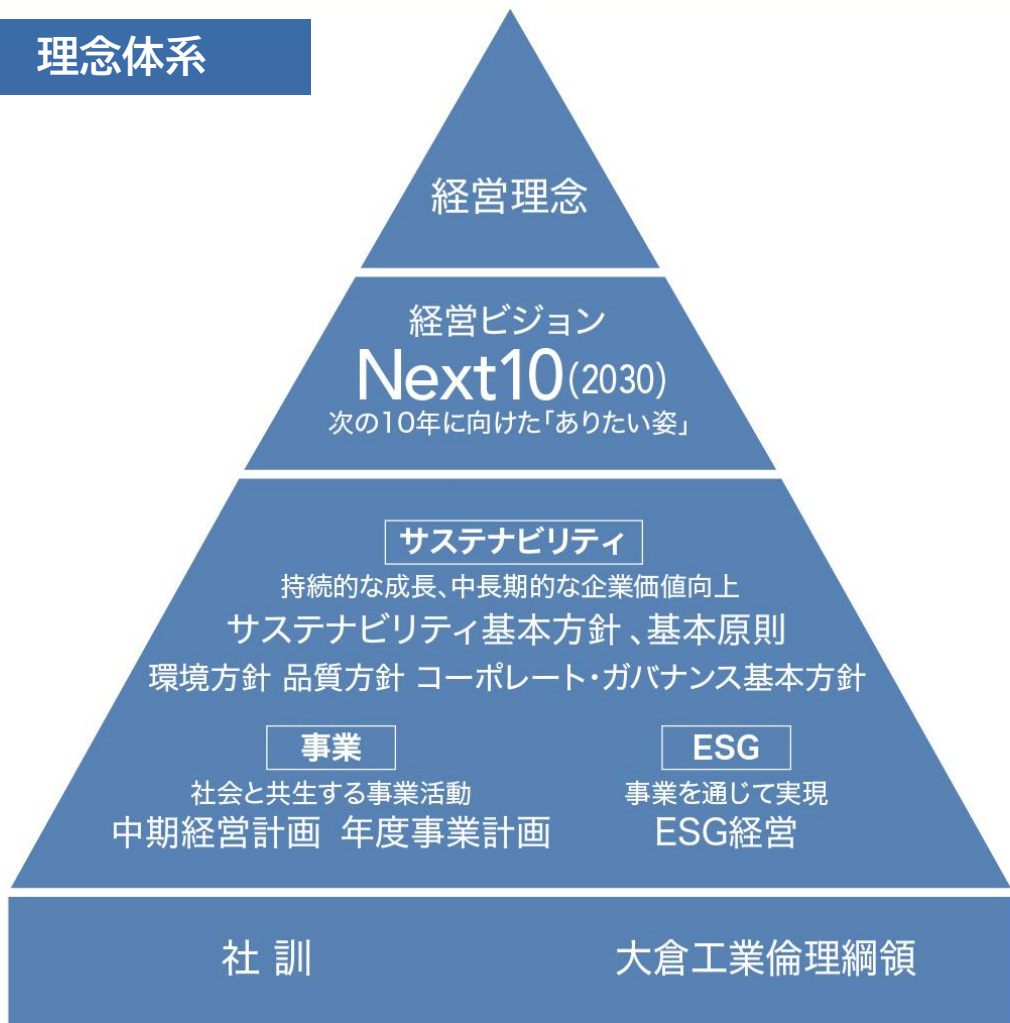 理念体系
経営理念
経営ビジョン
Next10(2030)
次の10年に向けた「ありたい姿」
サステナビリティ
持続的な成長、中長期的な企業価値向上
サステナビリティ基本方針、基本原則
環境方針 品質方針 コーポレート・ガバナンス基本方針
事業
社会と共生する事業活動
中期経営計画 年度事業計画
ESG
事業を通じて実現
ESG経営
社訓
大倉工業倫理綱領